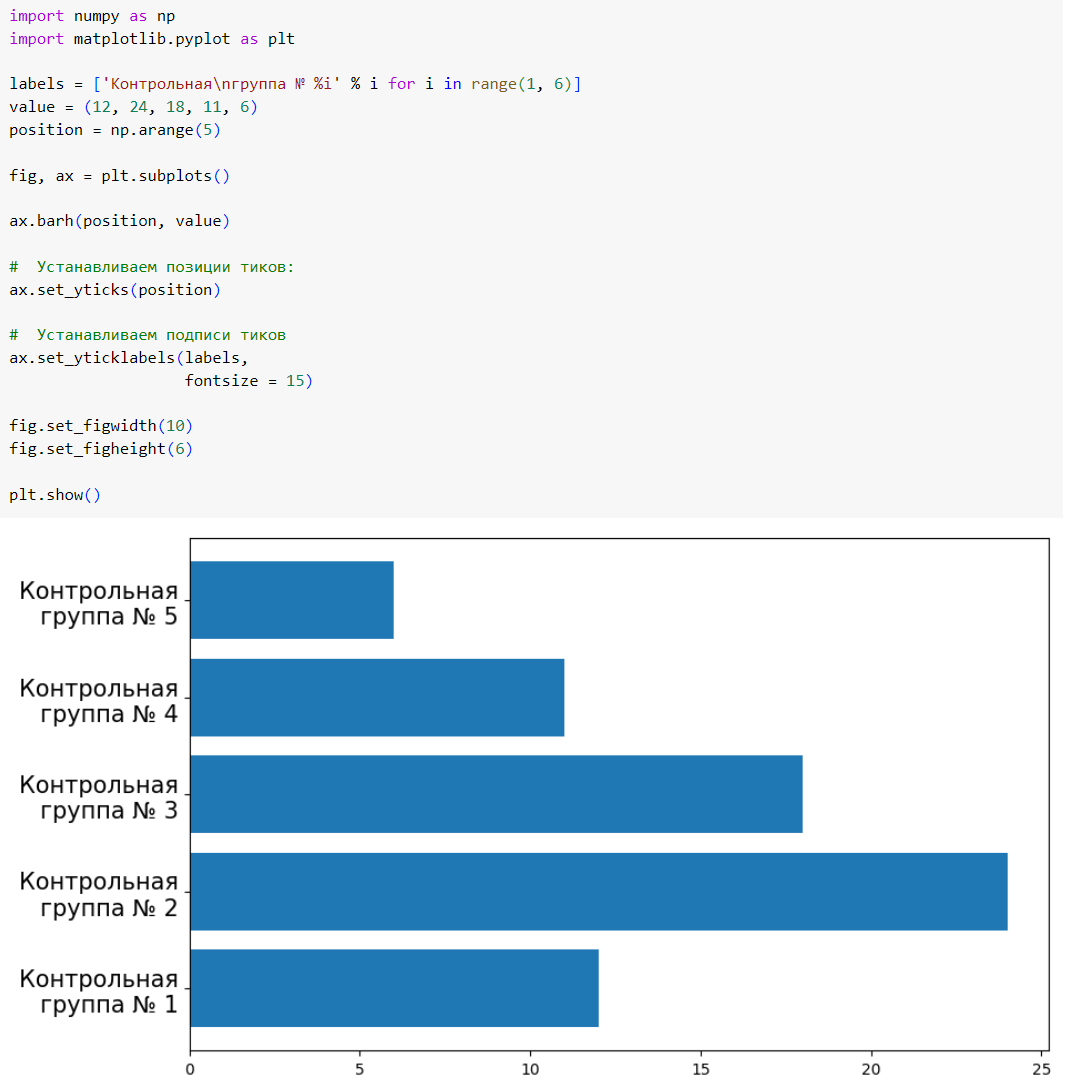 import numpy as np
import matplotlib.pyplot as plt
labels = ['Контрольная\nгруппа № %i' % i for i in range(1, 6)]
value = (12, 24, 18, 11, 6)
position = np.arange(5)
fig, ax = plt.subplots()
ax.barh(position, value)
#  Устанавливаем позиции тиков:
ax.set_yticks(position)
#  Устанавливаем подписи тиков
ax.set_yticklabels(labels,
                   fontsize = 15)
fig.set_figwidth(10)
fig.set_figheight(6)
plt.show()
Контрольная
группа № 5
Контрольная
группа № 4
Контрольная
группа № 3
Контрольная
группа № 2
Контрольная
группа № 1
0 5 10 15 20 25